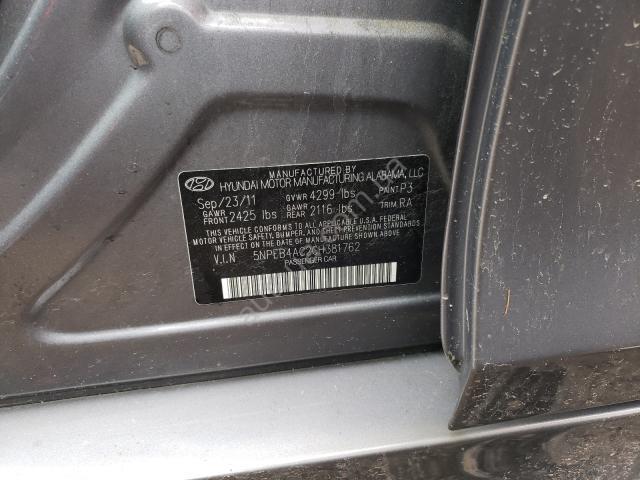 MANUFACTURED BY
HYUNDAI MOTOR MANUFACTURING ALABAMA, LLC
Sep/23/11 GVWR 4299 lbs PAINT P3
GAWR FRONT 2425 lbs GAWR REAR 2116 lbs TRIM RA
THIS VEHICLE CONFORMS TO ALL APPLICABLE U.S.A. FEDERAL
MOTOR VEHICLE SAFETY, BUMPER, AND THEFT PREVENTION
STANDARDS IN EFFECT ON THE DATE OF MANUFACTURE SHOWN ABOVE.
V.I.N 5NPEB4AC2CH381762
PASSENGER CAR